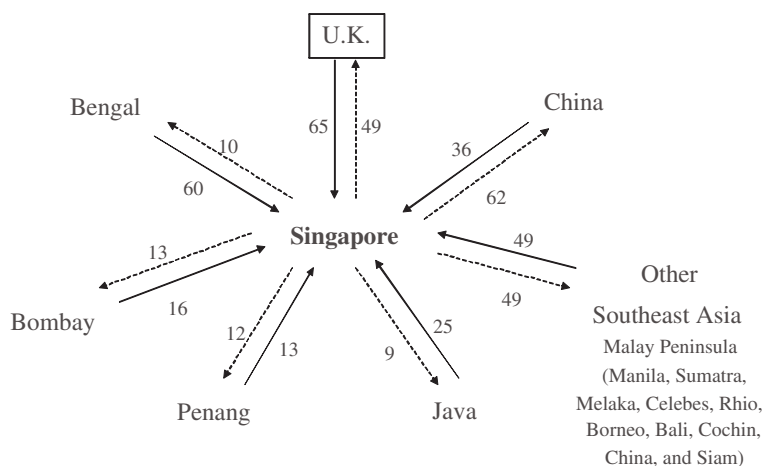 U.K.
Bengal
China
65
49
10
60
36
62
Singapore
13
16
49
49
Other
Southeast Asia
Malay Peninsula
(Manila, Sumatra,
Melaka, Celebes, Rhio,
Borneo, Bali, Cochin,
China, and Siam)
Bombay
12
13
9
25
Penang
Java